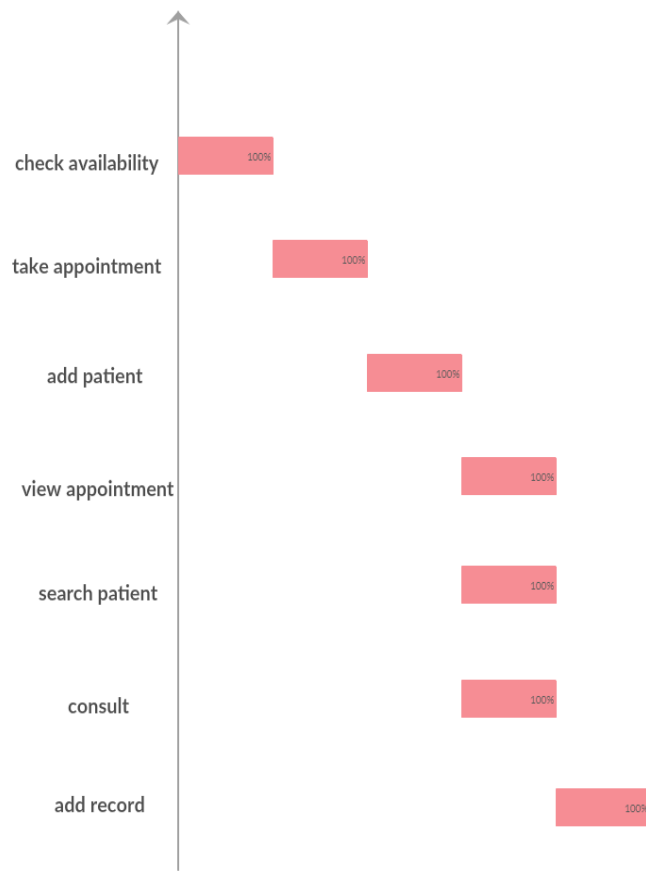 check availability
100%
take appointment
100%
add patient
100%
view appointment
100%
search patient
100%
consult
100%
add record
100%